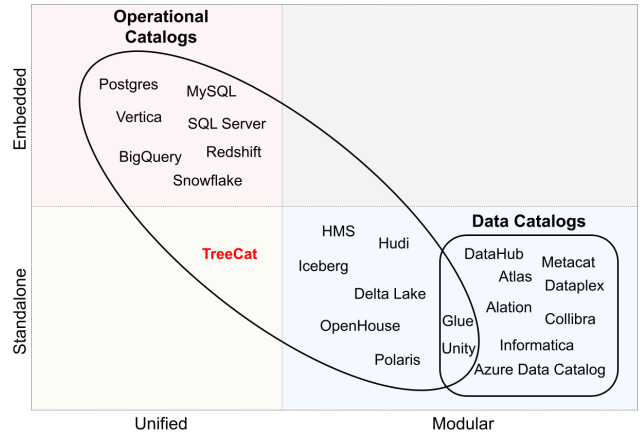 Operational
Catalogs
Embedded
Postgres
MySQL
Vertica
SQL Server
BigQuery
Redshift
Snowflake
Data Catalogs
Standalone
TreeCat
HMS
Hudi
Iceberg
Delta Lake
OpenHouse
Polaris
DataHub
Metacat
Atlas
Dataplex
Alation
Glue
Collibra
Unity
Informatica
Azure Data Catalog
Unified
Modular